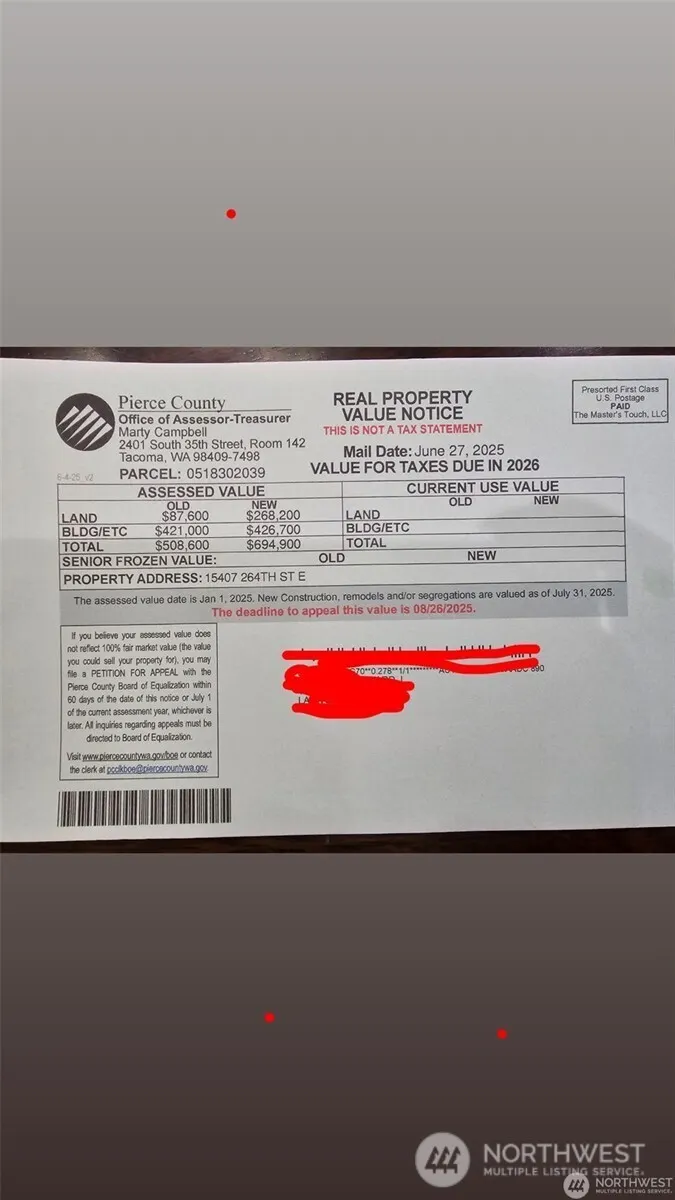 Pierce County
Office of Assessor-Treasurer
Marty Campbell
2401 South 35th Street, Room 142
Tacoma, WA 98409-7498
6-4-25_v2
PARCEL: 0518302039
REAL PROPERTY
VALUE NOTICE
THIS IS NOT A TAX STATEMENT
Mail Date: June 27, 2025
VALUE FOR TAXES DUE IN 2026
Presorted First Class
U.S. Postage
PAID
The Master's Touch, LLC
ASSESSED VALUE CURRENT USE VALUE
OLD NEW OLD NEW
LAND $87,600 $268,200 LAND
BLDG/ETC $421,000 $426,700 BLDG/ETC
TOTAL $508,600 $694,900 TOTAL
SENIOR FROZEN VALUE: OLD NEW
PROPERTY ADDRESS: 15407 264TH ST E
The assessed value date is Jan 1, 2025. New Construction, remodels and/or segregations are valued as of July 31, 2025.
The deadline to appeal this value is 08/26/2025.
If you believe your assessed value does
not reflect 100% fair market value (the value
you could sell your property for), you may
file a PETITION FOR APPEAL with the
Pierce County Board of Equalization within
60 days of the date of this notice or July 1
of the current assessment year, whichever is
later. All inquiries regarding appeals must be
directed to Board of Equalization.
Visit www.piercecountywa.gov/boe or contact
the clerk at pcclkboe@piercecountywa.gov
NORTHWEST
MULTIPLE LISTING SERVICE®
NORTHWEST
MULTIPLE LISTING SERVICE®